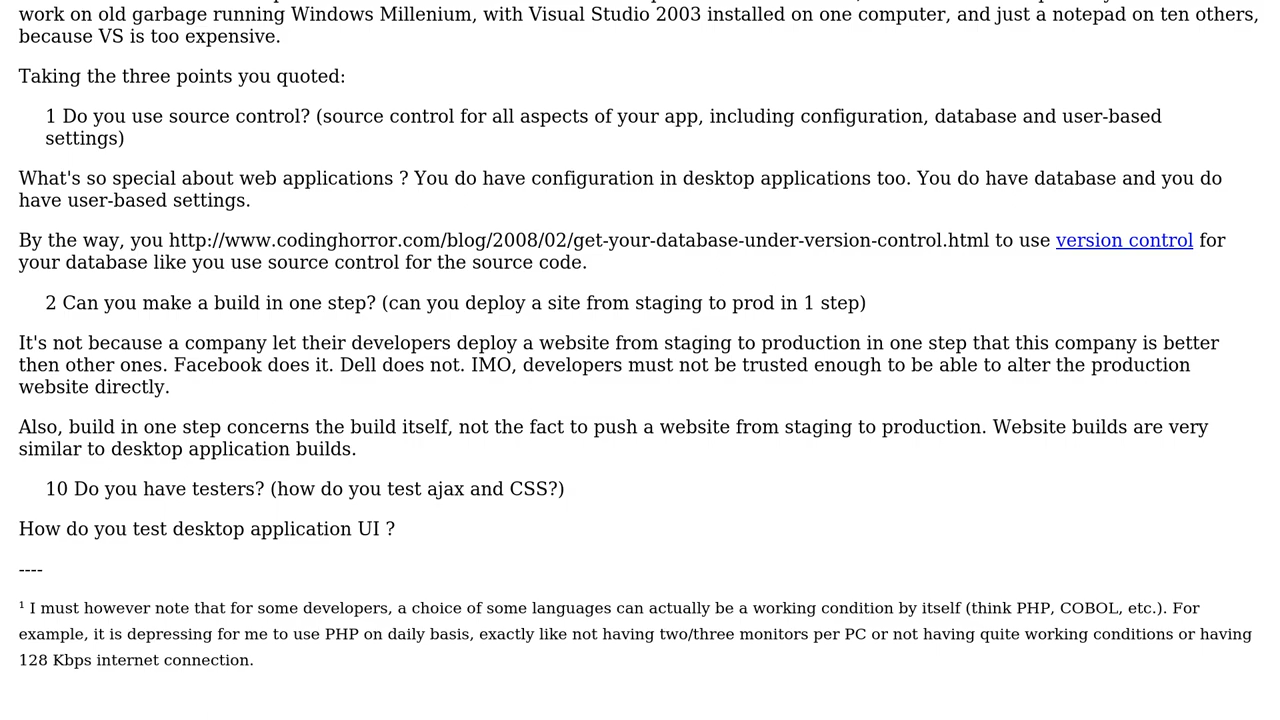 work on old garbage running Windows Millenium, with Visual Studio 2003 installed on one computer, and just a notepad on ten others,
because VS is too expensive.
Taking the three points you quoted:
1 Do you use source control? (source control for all aspects of your app, including configuration, database and user-based
settings)
What's so special about web applications ? You do have configuration in desktop applications too. You do have database and you do
have user-based settings.
By the way, you http://www.codinghorror.com/blog/2008/02/get-your-database-under-version-control.html to use version control for
your database like you use source control for the source code.
2 Can you make a build in one step? (can you deploy a site from staging to prod in 1 step)
It's not because a company let their developers deploy a website from staging to production in one step that this company is better
then other ones. Facebook does it. Dell does not. IMO, developers must not be trusted enough to be able to alter the production
website directly.
Also, build in one step concerns the build itself, not the fact to push a website from staging to production. Website builds are very
similar to desktop application builds.
10 Do you have testers? (how do you test ajax and CSS?)
How do you test desktop application UI ?
----
¹ I must however note that for some developers, a choice of some languages can actually be a working condition by itself (think PHP, COBOL, etc.). For
example, it is depressing for me to use PHP on daily basis, exactly like not having two/three monitors per PC or not having quite working conditions or having
128 Kbps internet connection.